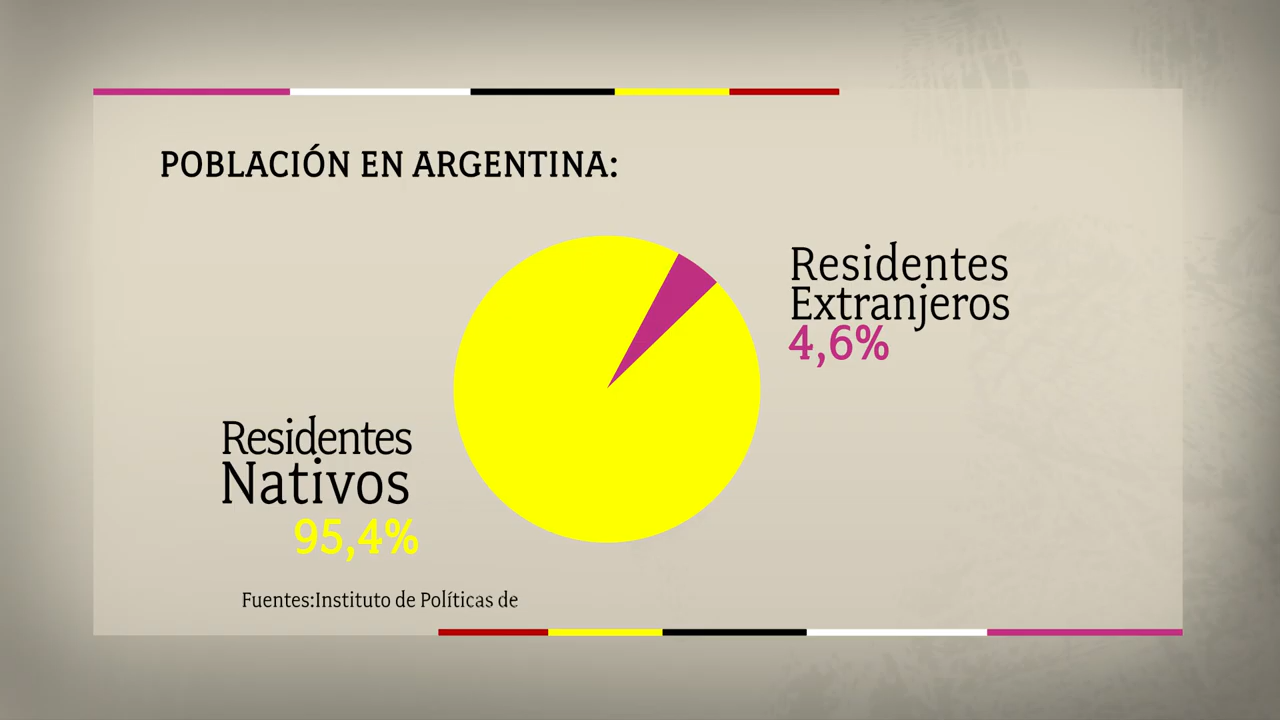 POBLACIÓN EN ARGENTINA:
Residentes
Extranjeros
4,6%
Residentes
Nativos
95,4%
Fuentes:Instituto de Políticas de